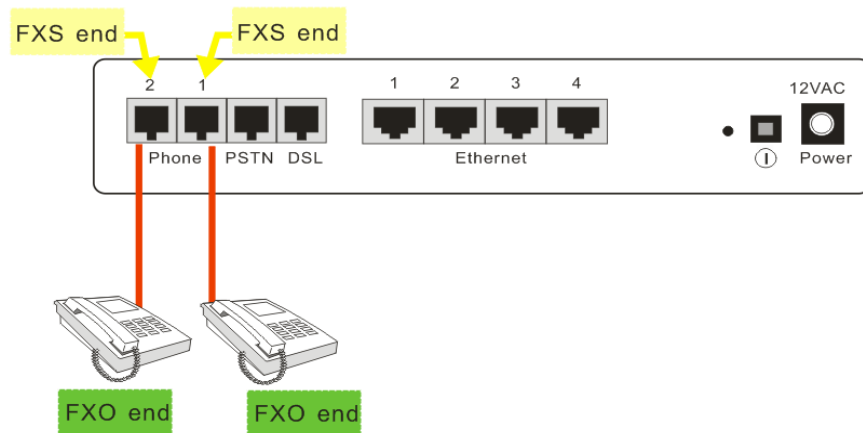 FXS end
FXS end
2 1
1 2 3 4
12VAC
Phone PSTN DSL
Ethernet
Power
FXO end
FXO end